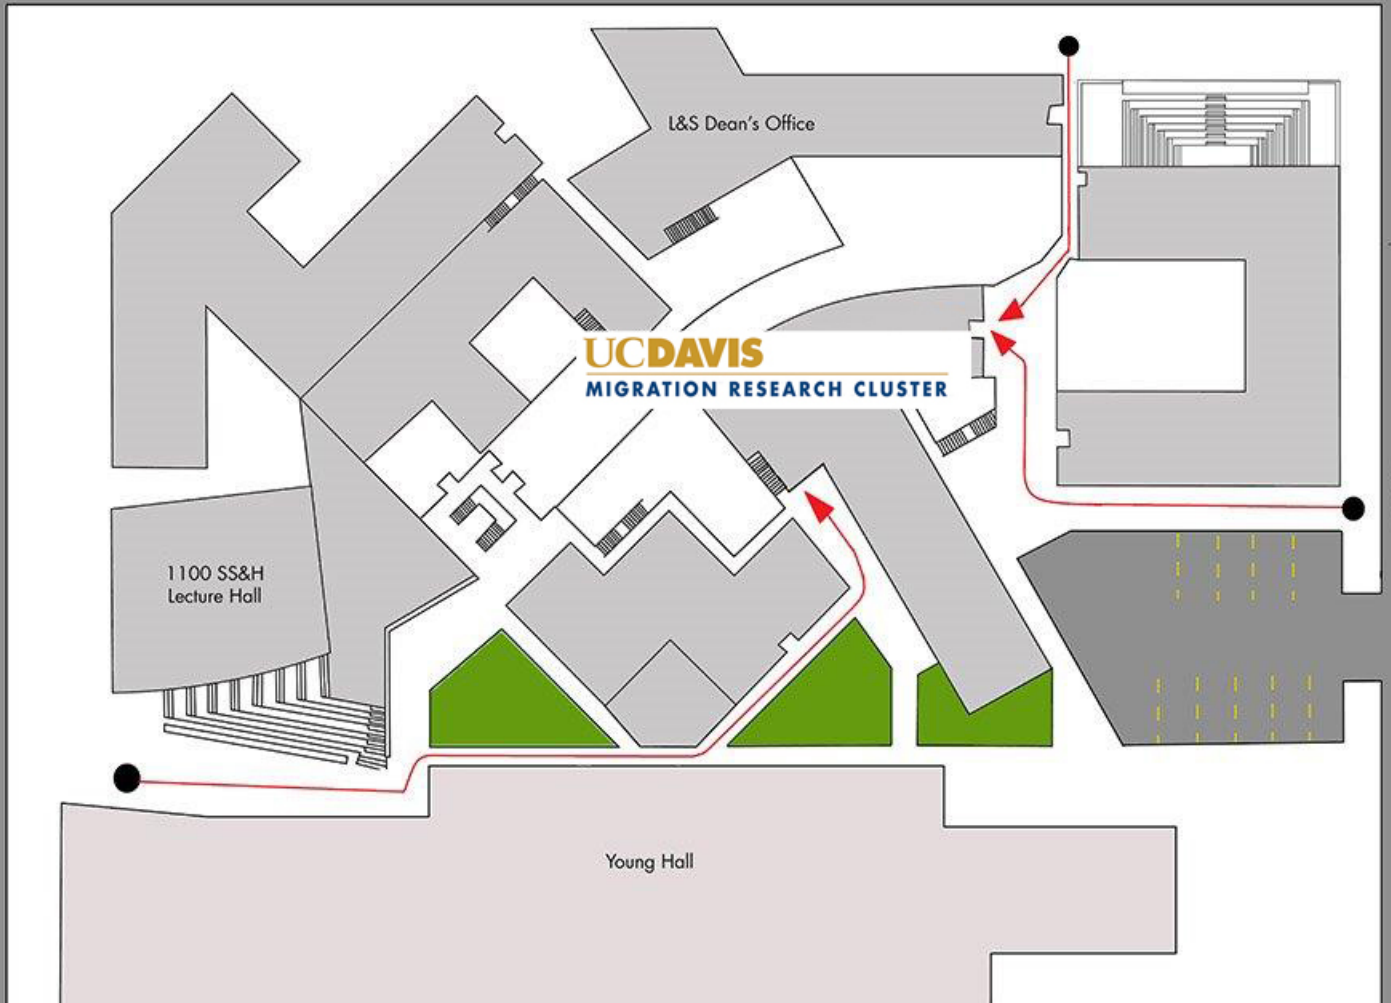 L&S Dean's Office
UCDAVIS
MIGRATION RESEARCH CLUSTER
1100 SS&H
Lecture Hall
Young Hall